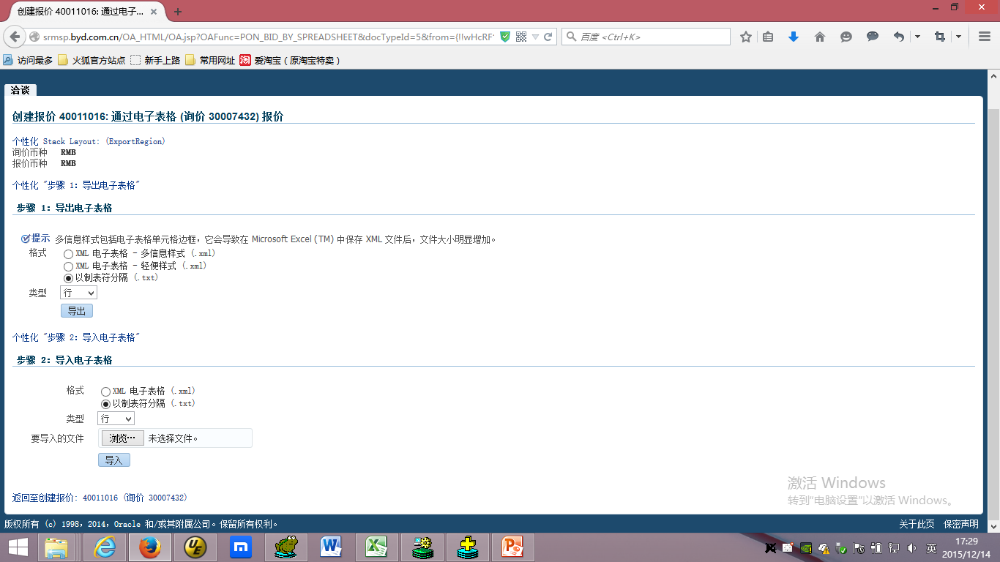 创建报价 40011016: 通过电子...
srmsp.byd.com.cn/OA_HTML/OA.jsp?OAFunc=PON_BID_BY_SPREADSHEET&docTypeId=5&from={!!wHcRF
百度 <Ctrl+K>
访问最多 火狐官方站点 新手上路 常用网址 淘 爱淘宝 ( 原淘宝特卖 )
洽谈
创建报价 40011016: 通过电子表格 (询价 30007432) 报价
个性化 Stack Layout: (ExportRegion)
询价币种 RMB
报价币种 RMB
个性化 "步骤 1: 导出电子表格"
步骤 1: 导出电子表格
提示 多信息样式包括电子表格单元格边框，它会导致在 Microsoft Excel (TM) 中保存 XML 文件后，文件大小明显增加。
格式 XML 电子表格 - 多信息样式 (.xml)
XML 电子表格 - 轻便样式 (.xml)
以制表符分隔 (.txt)
类型 行
导出
个性化 "步骤 2: 导入电子表格"
步骤 2: 导入电子表格
格式 XML 电子表格 (.xml)
以制表符分隔 (.txt)
类型 行
要导入的文件 浏览… 未选择文件。
导入
激活 Windows
转到"电脑设置"以激活 Windows。
返回至创建报价: 40011016 (询价 30007432)
版权所有 (c) 1998, 2014, Oracle 和/或其附属公司。保留所有权利。 关于此页 保密声明
英 17:29
2015/12/14